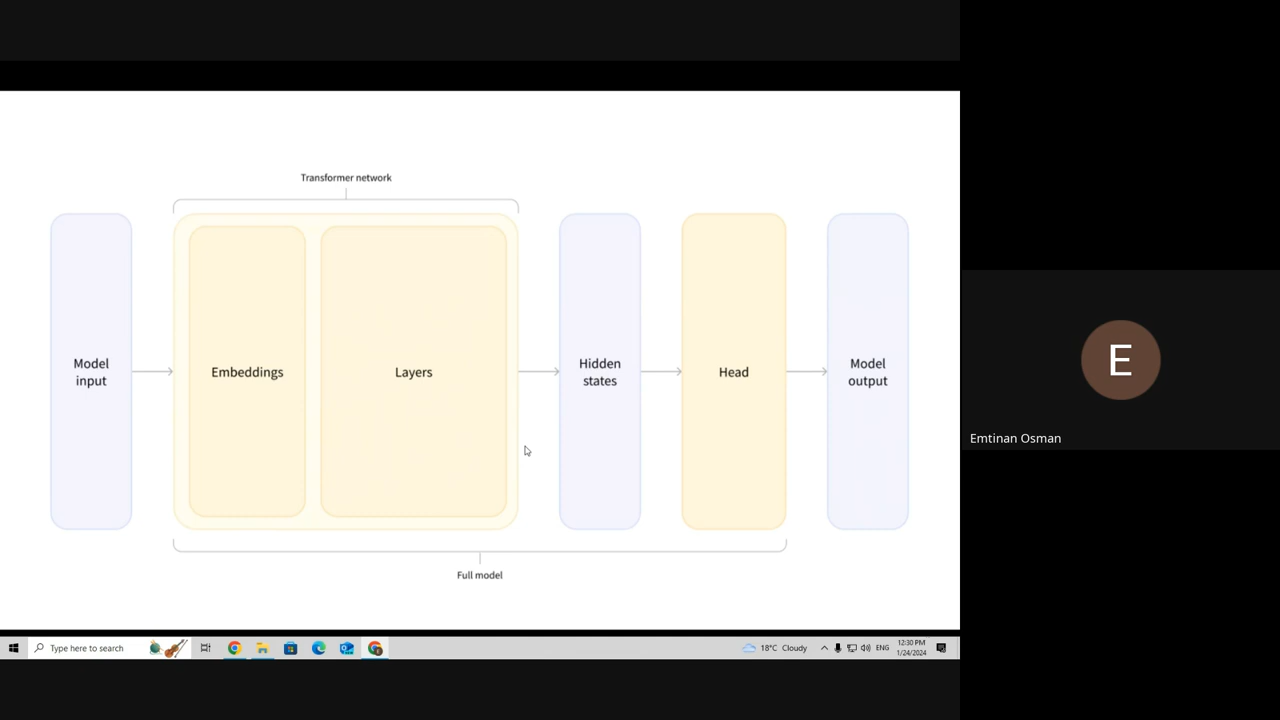 Transformer network
Model
input
Embeddings
Layers
Hidden
states
Head
Model
output
Full model
E
Emtinan Osman
Type here to search
18°C Cloudy
ENG
12:30 PM
1/24/2024